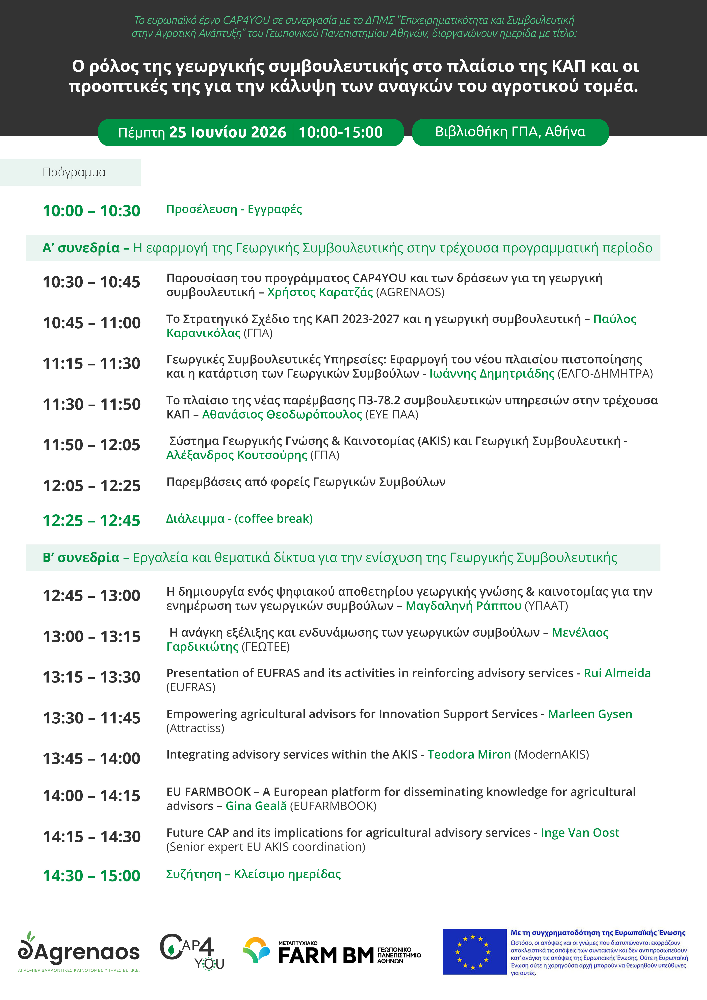 Το ευρωπαϊκό έργο CAP4YOU σε συνεργασία με το ΔΠΜΣ "Επιχειρηματικότητα και Συμβουλευτική
στην Αγροτική Ανάπτυξη" του Γεωπονικού Πανεπιστημίου Αθηνών, διοργανώνουν ημερίδα με τίτλο:
Ο ρόλος της γεωργικής συμβουλευτικής στο πλαίσιο της ΚΑΠ και οι
προοπτικές της για την κάλυψη των αναγκών του αγροτικού τομέα.
Πέμπτη 25 Ιουνίου 2026 | 10:00-15:00
Βιβλιοθήκη ΓΠΑ, Αθήνα
Πρόγραμμα
10:00 – 10:30 Προσέλευση - Εγγραφές
Α’ συνεδρία – Η εφαρμογή της Γεωργικής Συμβουλευτικής στην τρέχουσα προγραμματική περίοδο
10:30 – 10:45 Παρουσίαση του προγράμματος CAP4YOU και των δράσεων για τη γεωργική
συμβουλευτική – Χρήστος Καρατζάς (AGRENAOS)
10:45 – 11:00 Το Στρατηγικό Σχέδιο της ΚΑΠ 2023-2027 και η γεωργική συμβουλευτική – Παύλος
Καρανικόλας (ΓΠΑ)
11:15 – 11:30 Γεωργικές Συμβουλευτικές Υπηρεσίες: Εφαρμογή του νέου πλαισίου πιστοποίησης
και η κατάρτιση των Γεωργικών Συμβούλων - Ιωάννης Δημητριάδης (ΕΛΓΟ-ΔΗΜΗΤΡΑ)
11:30 – 11:50 Το πλαίσιο της νέας παρέμβασης Π3-78.2 συμβουλευτικών υπηρεσιών στην τρέχουσα
ΚΑΠ – Αθανάσιος Θεοδωρόπουλος (ΕΥΕ ΠΑΑ)
11:50 – 12:05 Σύστημα Γεωργικής Γνώσης & Καινοτομίας (AKIS) και Γεωργική Συμβουλευτική -
Αλέξανδρος Κουτσούρης (ΓΠΑ)
12:05 – 12:25 Παρεμβάσεις από φορείς Γεωργικών Συμβούλων
12:25 – 12:45 Διάλειμμα - (coffee break)
Β’ συνεδρία – Εργαλεία και θεματικά δίκτυα για την ενίσχυση της Γεωργικής Συμβουλευτικής
12:45 – 13:00 Η δημιουργία ενός ψηφιακού αποθετηρίου γεωργικής γνώσης & καινοτομίας για την
ενημέρωση των γεωργικών συμβούλων – Μαγδαληνή Ράππου (ΥΠΑΑΤ)
13:00 – 13:15 Η ανάγκη εξέλιξης και ενδυνάμωσης των γεωργικών συμβούλων – Μενέλαος
Γαρδικιώτης (ΓΕΩΤΕΕ)
13:15 – 13:30 Presentation of EUFRAS and its activities in reinforcing advisory services - Rui Almeida
(EUFRAS)
13:30 – 11:45 Empowering agricultural advisors for Innovation Support Services - Marleen Gysen
(Attractiss)
13:45 – 14:00 Integrating advisory services within the AKIS - Teodora Miron (ModernAKIS)
14:00 – 14:15 EU FARMBOOK – A European platform for disseminating knowledge for agricultural
advisors – Gina Geală (EUFARMBOOK)
14:15 – 14:30 Future CAP and its implications for agricultural advisory services - Inge Van Oost
(Senior expert EU AKIS coordination)
14:30 – 15:00 Συζήτηση – Κλείσιμο ημερίδας
Agrenaos
ΑΓΡΟ-ΠΕΡΙΒΑΛΛΟΝΤΙΚΕΣ ΚΑΙΝΟΤΟΜΕΣ ΥΠΗΡΕΣΙΕΣ Ι.Κ.Ε.
CAP4
YOU
ΜΕΤΑΠΤΥΧΙΑΚΟ
FARM BM
ΓΕΩΠΟΝΙΚΟ
ΠΑΝΕΠΙΣΤΗΜΙΟ
ΑΘΗΝΩΝ
Με τη συγχρηματοδότηση της Ευρωπαϊκής Ένωσης
Ωστόσο, οι απόψεις και οι γνώμες που διατυπώνονται εκφράζουν
αποκλειστικά τις απόψεις των συντακτών και δεν αντιπροσωπεύουν
κατ’ανάγκη τις απόψεις της Ευρωπαϊκής Ένωσης. Ούτε η Ευρωπαϊκή
Ένωση ούτε η χορηγούσα αρχή μπορούν να θεωρηθούν υπεύθυνες
για αυτές.